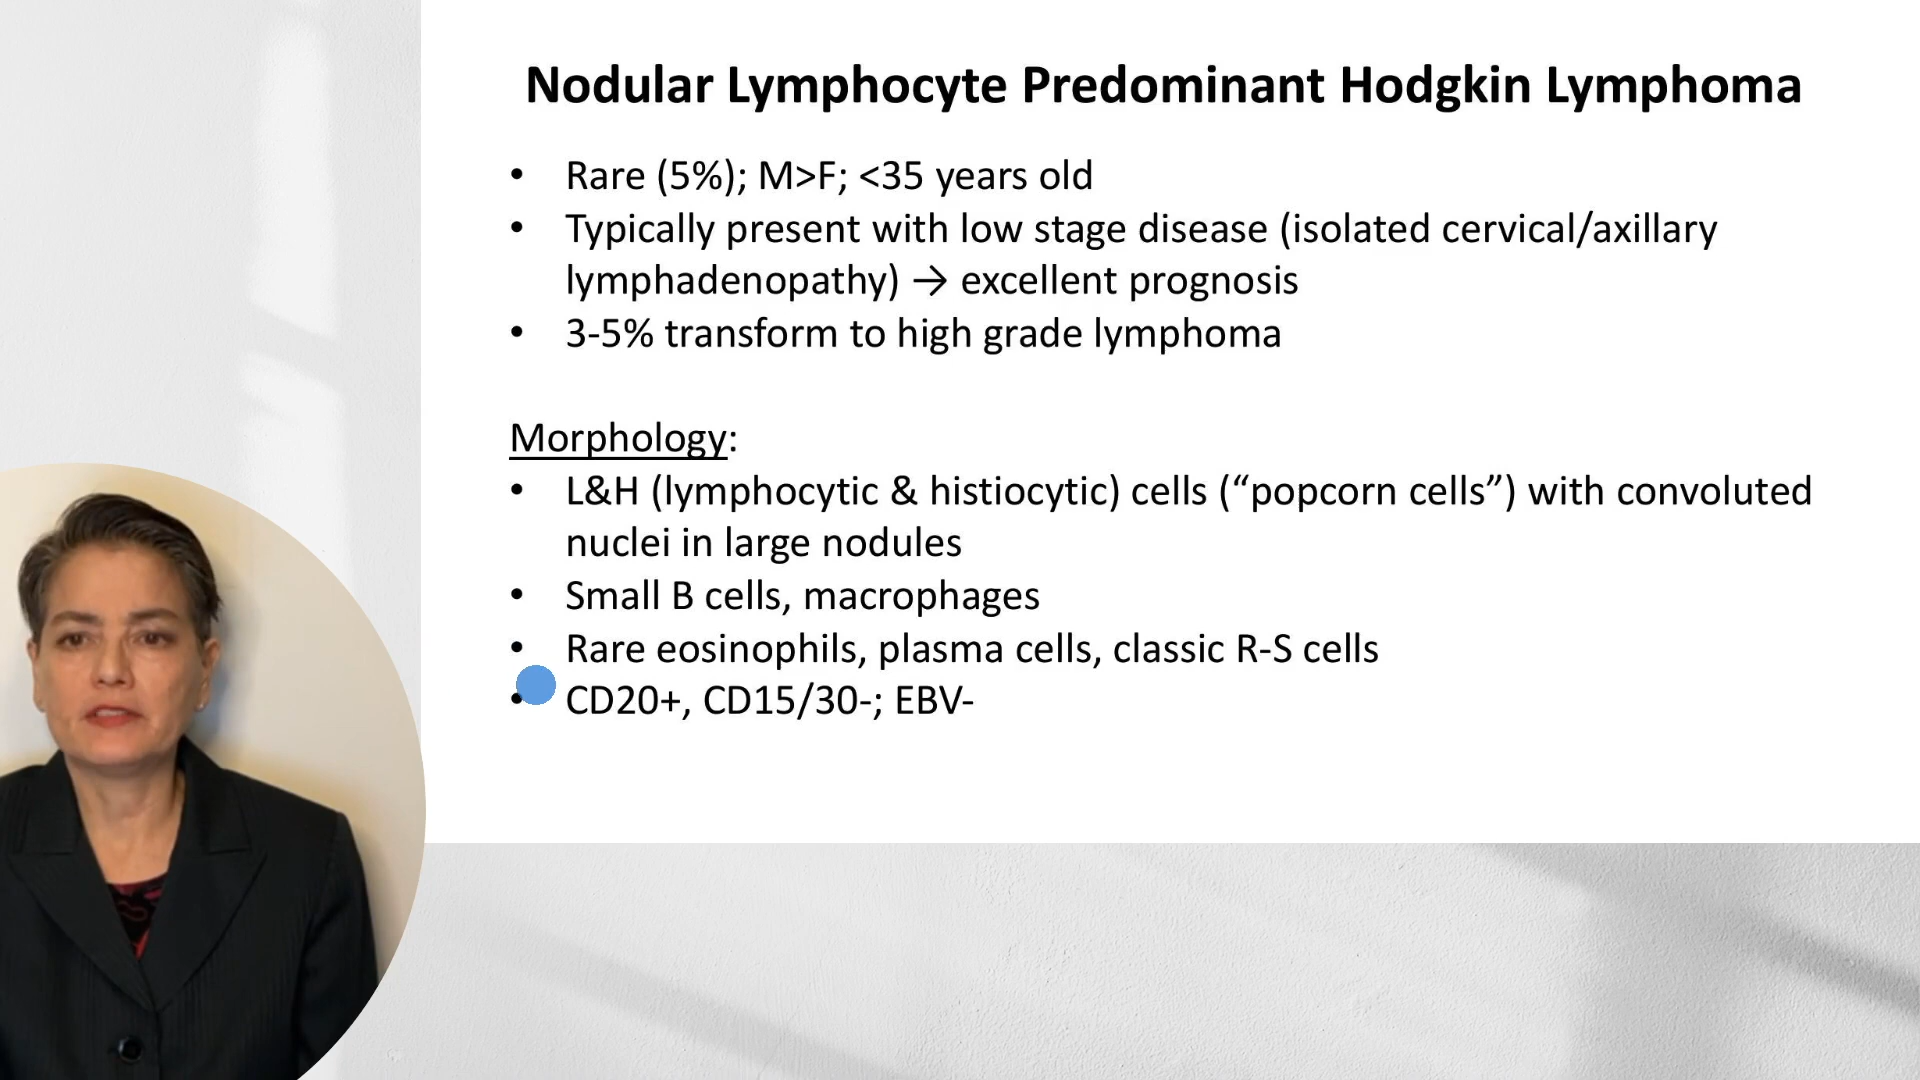 Nodular Lymphocyte Predominant Hodgkin Lymphoma
• Rare (5%); M>F; <35 years old
• Typically present with low stage disease (isolated cervical/axillary
lymphadenopathy) → excellent prognosis
• 3-5% transform to high grade lymphoma
Morphology:
• L&H (lymphocytic & histiocytic) cells (“popcorn cells”) with convoluted
nuclei in large nodules
• Small B cells, macrophages
• Rare eosinophils, plasma cells, classic R-S cells
• CD20+, CD15/30-; EBV-